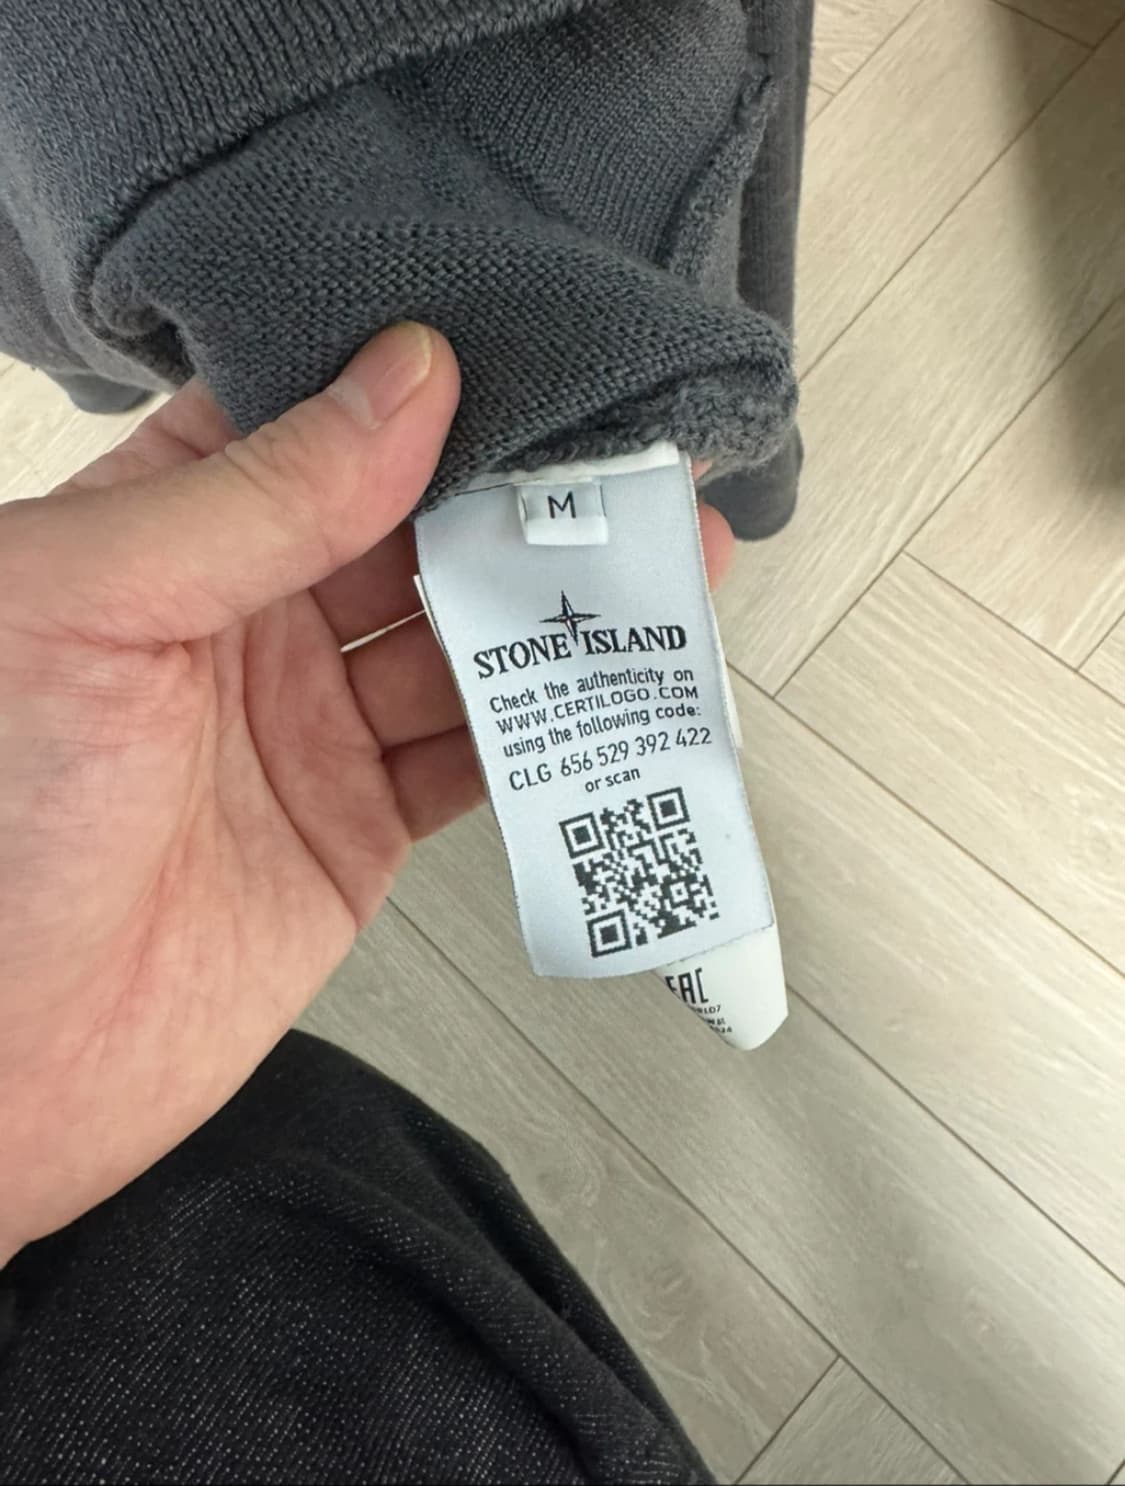 M
STONE ISLAND
Check the authenticity on
WWW.CERTILOGO.COM
using the following code:
CLG 656 529 392 422
or scan
EAC